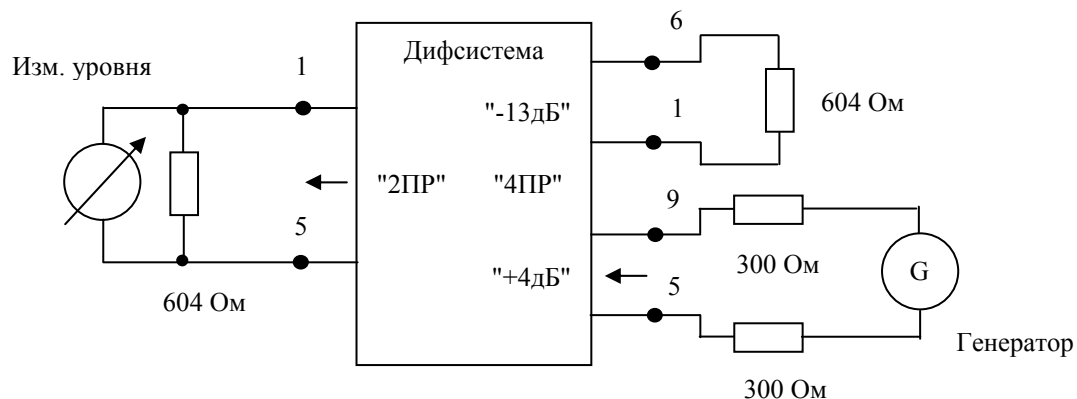 6
Дифсистема
Изм. уровня
1
604 Ом
"-13дБ"
1
"2ПР"
"4ПР"
9
5
300 Ом
G
"+4дБ"
5
604 Ом
Генератор
300 Ом